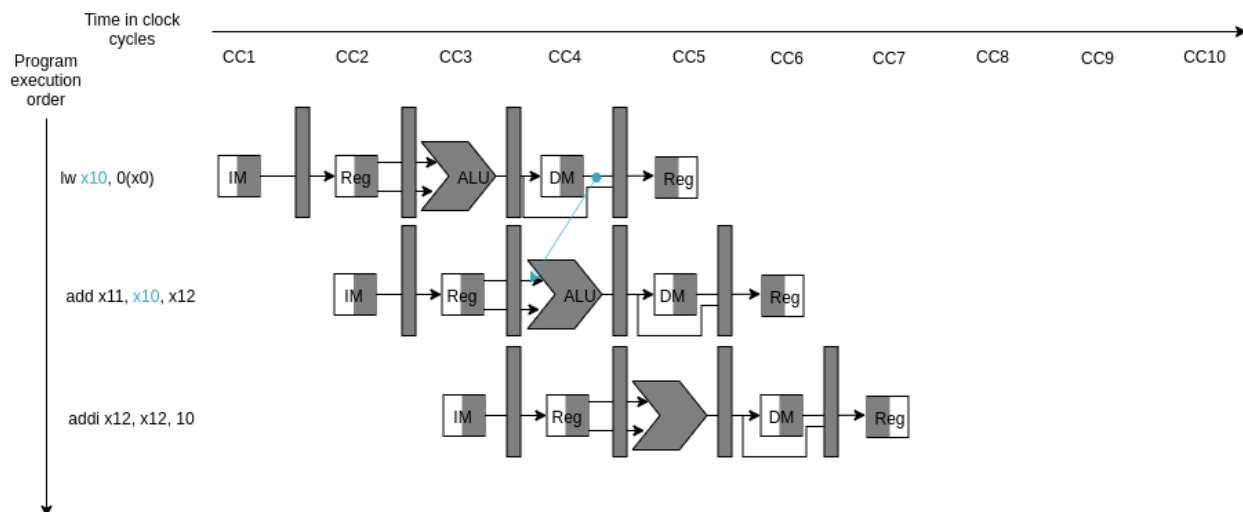 Time in clock
cycles
CC1 CC2 CC3 CC4 CC5 CC6 CC7 CC8 CC9 CC10
Program
execution
order
lw x10, 0(x0)
IM Reg ALU DM Reg
add x11, x10, x12
IM Reg ALU DM Reg
addi x12, x12, 10
IM Reg DM Reg